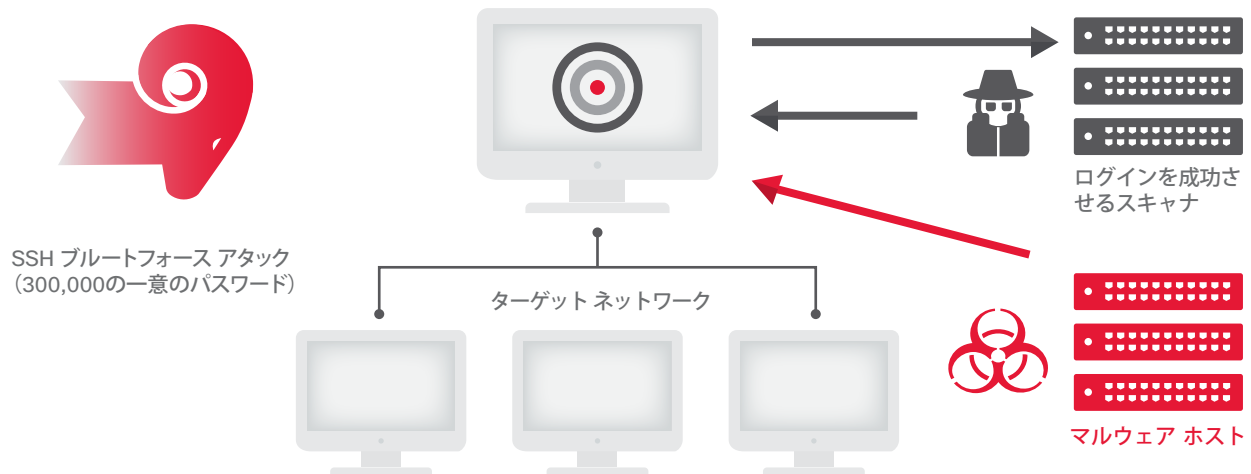 ログインを成功さ
せるスキャナ
SSH ブルートフォース アタック
（300,000の一意のパスワード）
ターゲット ネットワーク
マルウェア ホスト